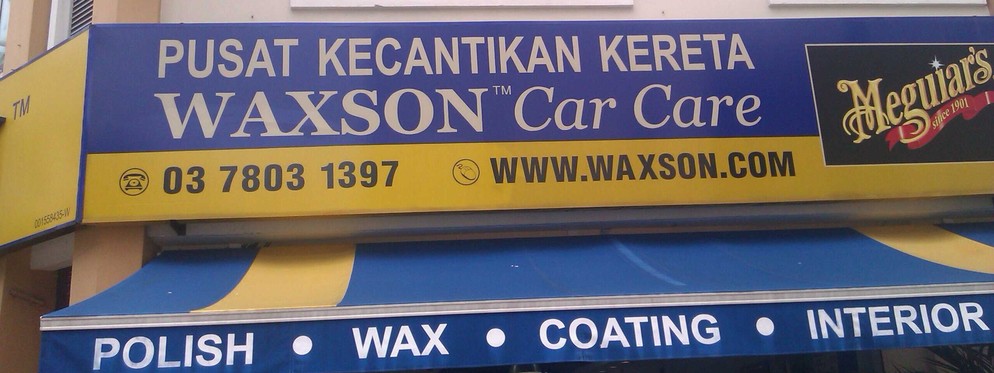 PUSAT KECANTIKAN KERETA
WAXSON™ Car Care
Meguiar's
since 1901
03 7803 1397
WWW.WAXSON.COM
TM
001558436-W
POLISH • WAX • COATING • INTERIOR